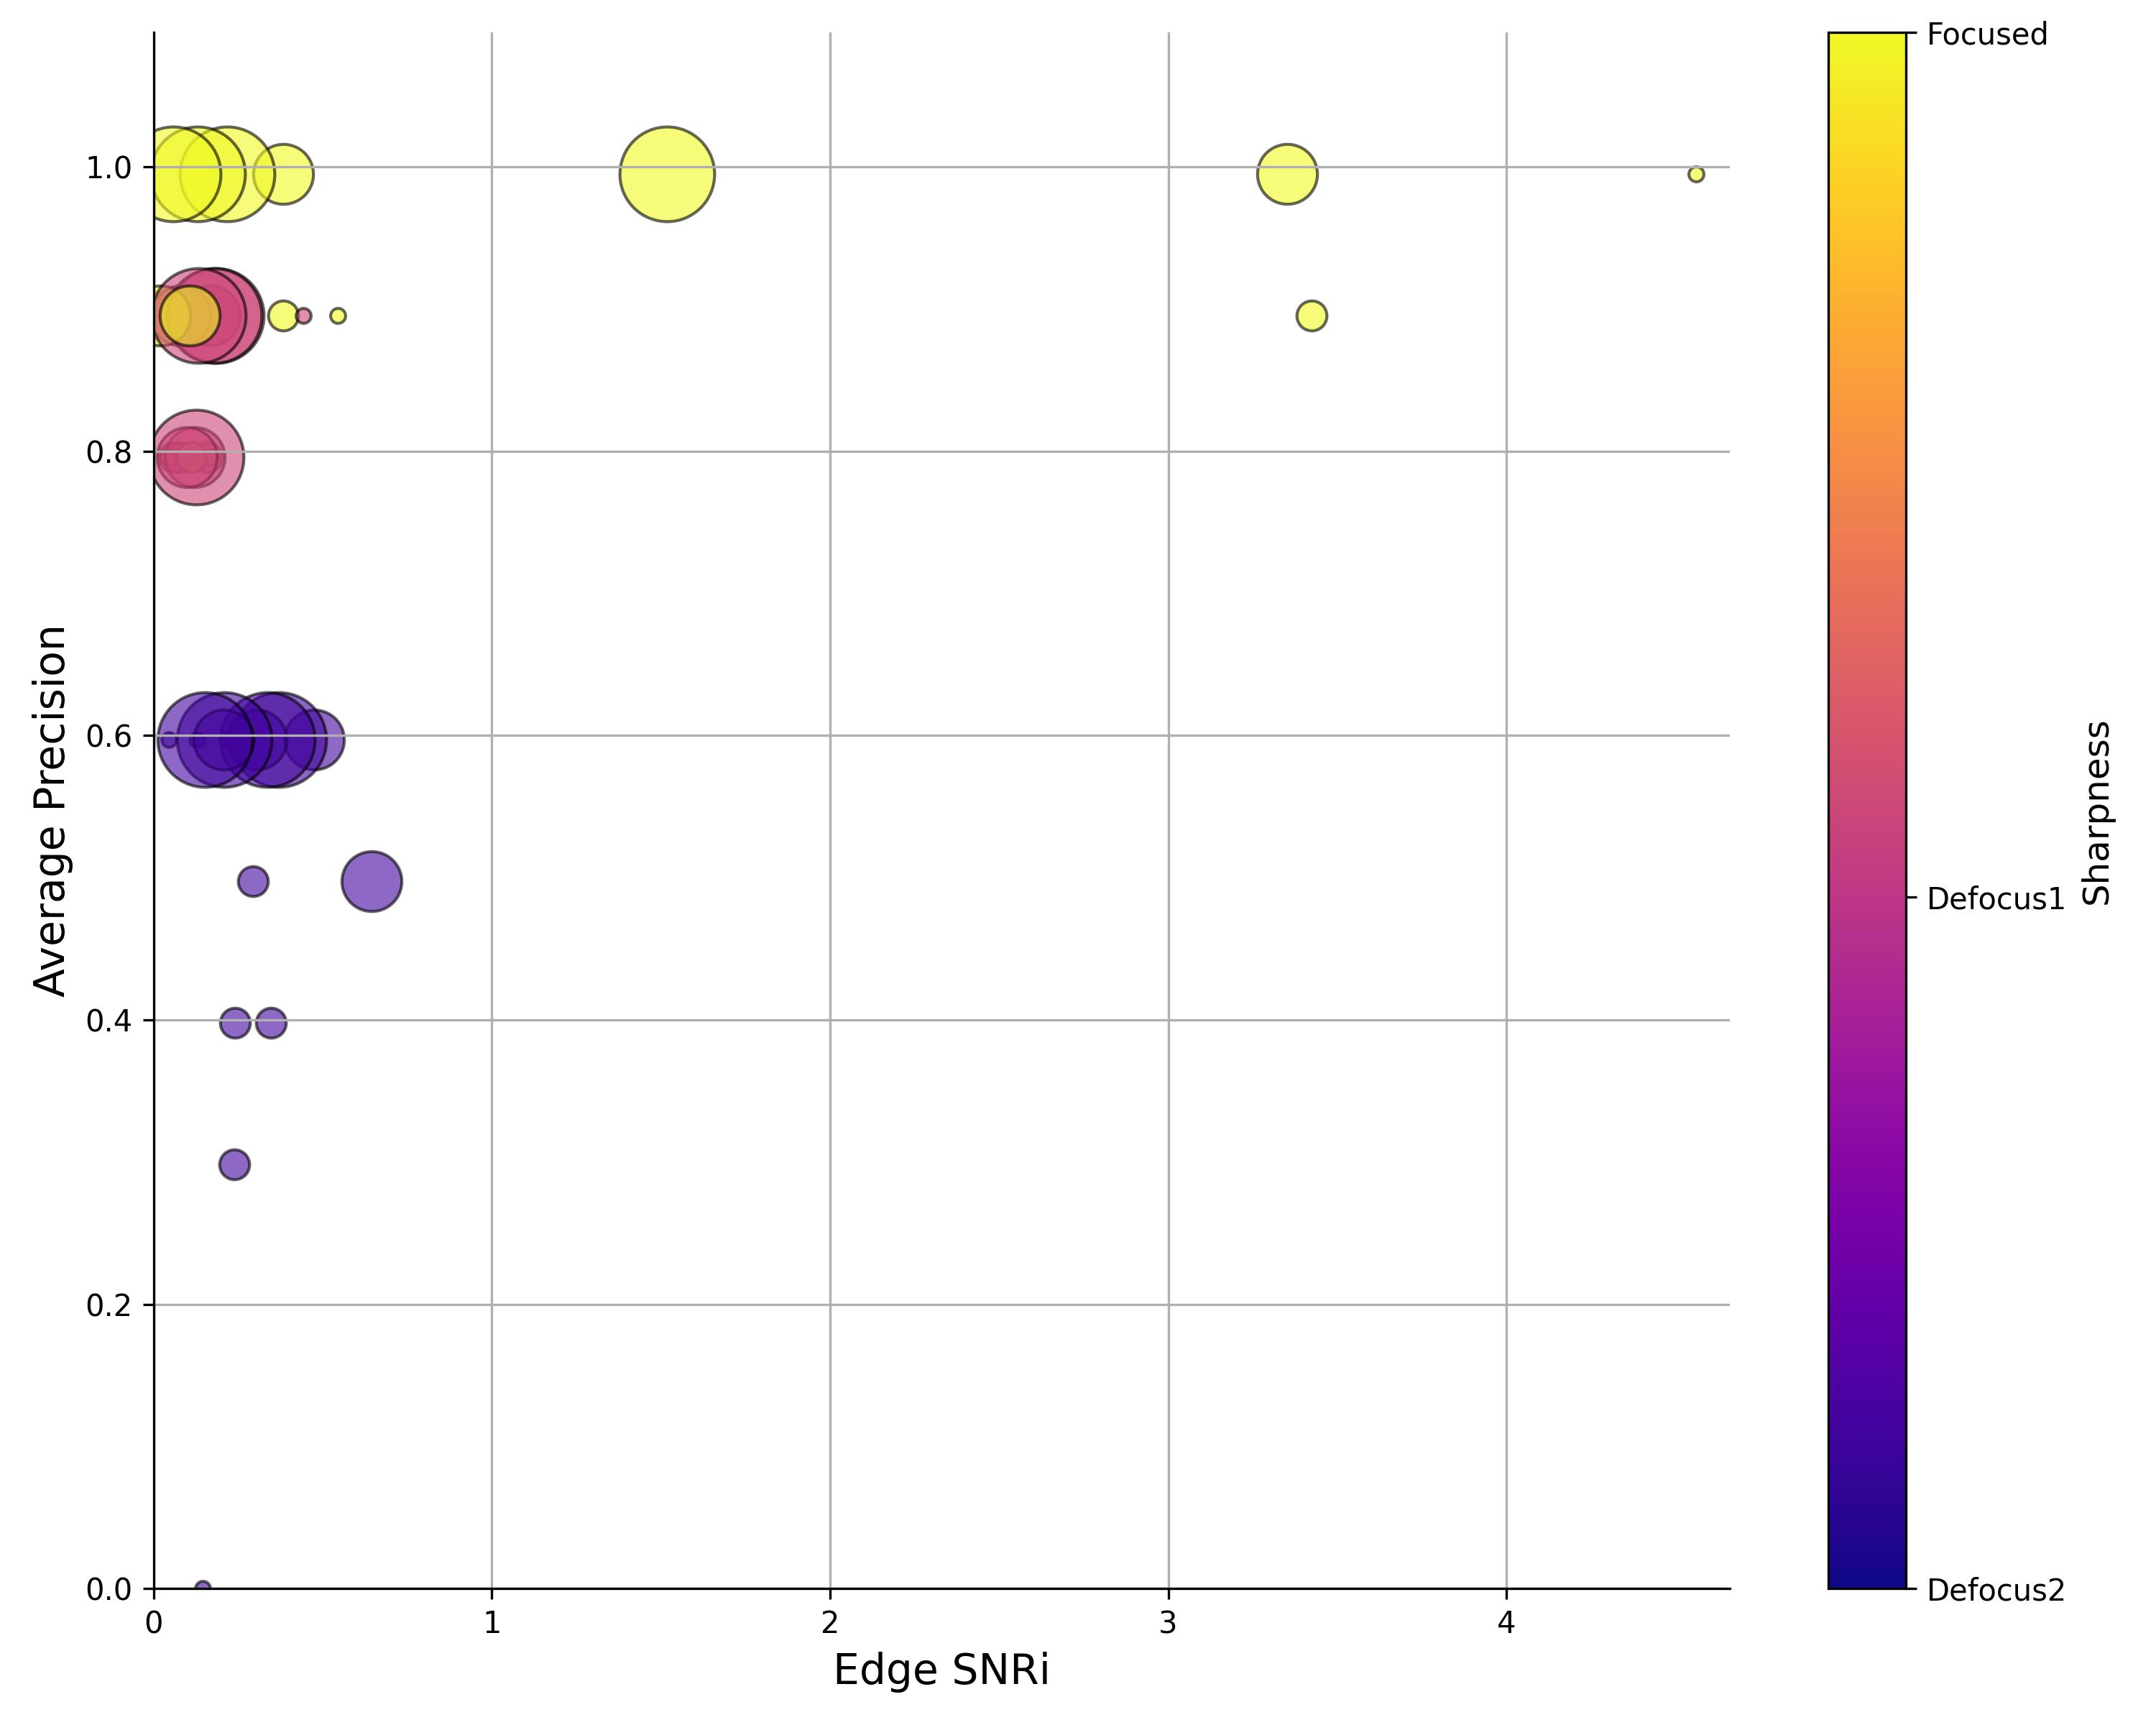 Average Precision
1.0
0.8
0.6
0.4
0.2
0.0
0 1 2 3 4
Edge SNRi
Focused
Defocus1
Defocus2
Sharpness